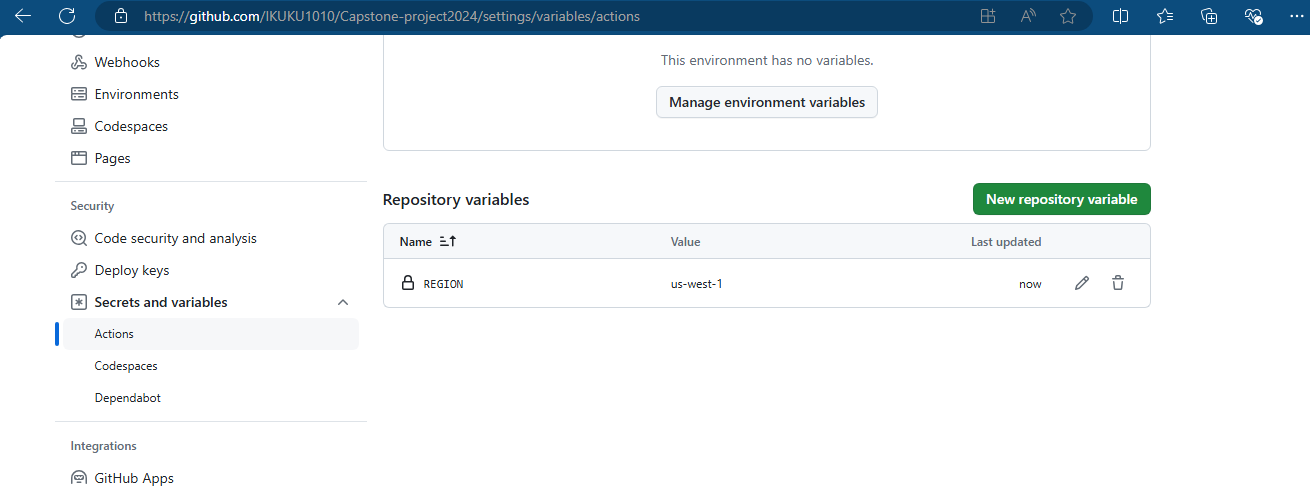 https://github.com/IKUKU1010/Capstone-project2024/settings/variables/actions
Webhooks
Environments
Codespaces
Pages
Security
Code security and analysis
Deploy keys
Secrets and variables
Actions
Codespaces
Dependabot
Integrations
GitHub Apps
This environment has no variables.
Manage environment variables
Repository variables
New repository variable
Name Value Last updated
REGION us-west-1 now